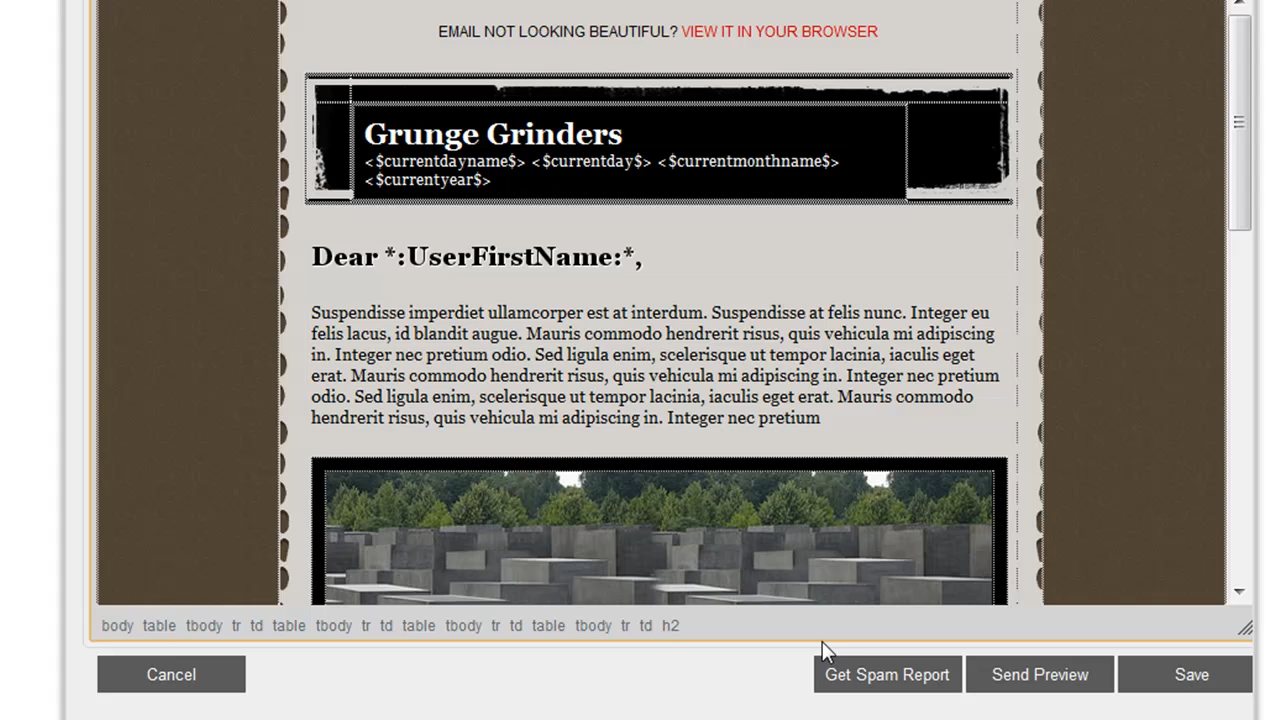 EMAIL NOT LOOKING BEAUTIFUL? VIEW IT IN YOUR BROWSER
Grunge Grinders
<$currentdayname$> <$currentday$> <$currentmonthname$>
<$currentyear$>
Dear *:UserFirstName:*,
Suspendisse imperdiet ullamcorper est at interdum. Suspendisse at felis nunc. Integer eu
felis lacus, id blandit augue. Mauris commodo hendrerit risus, quis vehicula mi adipiscing
in. Integer nec pretium odio. Sed ligula enim, scelerisque ut tempor lacinia, iaculis eget
erat. Mauris commodo hendrerit risus, quis vehicula mi adipiscing in. Integer nec pretium
odio. Sed ligula enim, scelerisque ut tempor lacinia, iaculis eget erat. Mauris commodo
hendrerit risus, quis vehicula mi adipiscing in. Integer nec pretium
body table tbody tr td table tbody tr td table tbody tr td table tbody tr td h2
Cancel Get Spam Report Send Preview Save